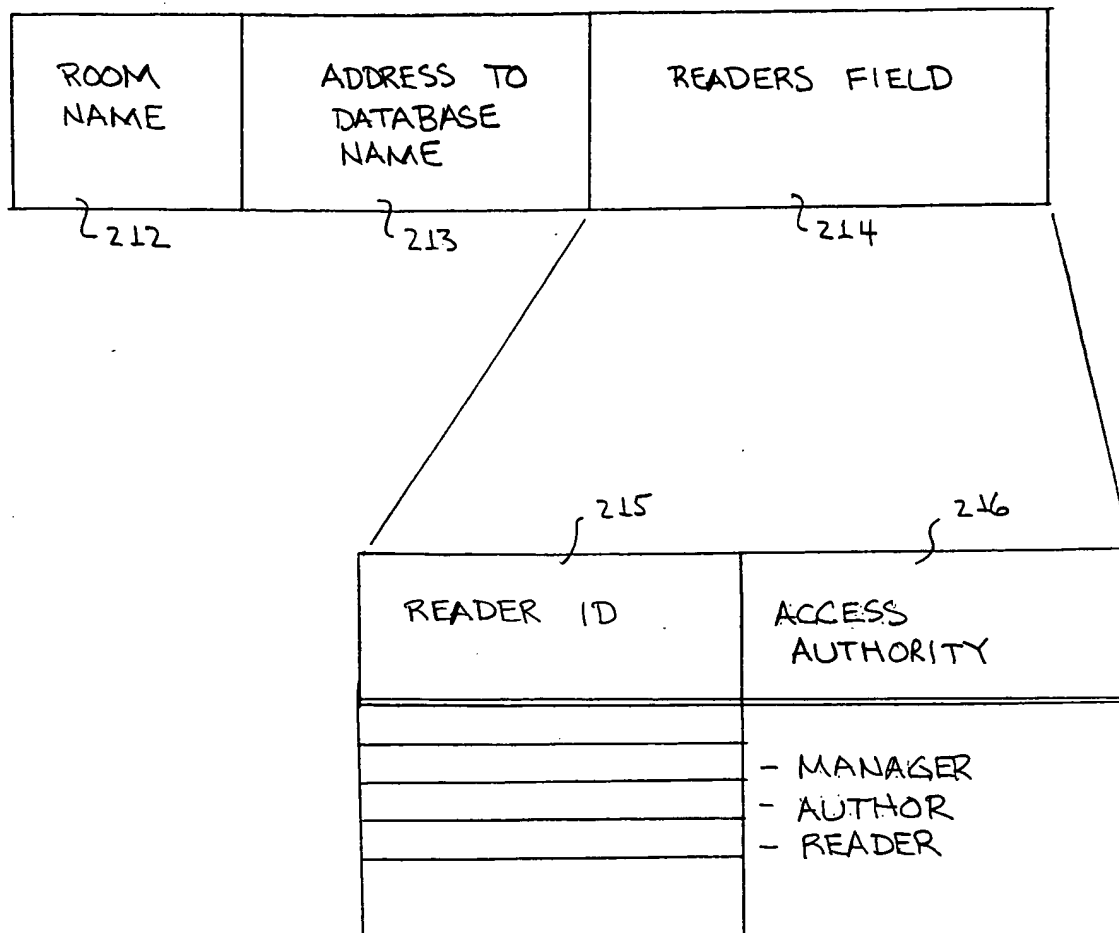 ROOM
NAME
ADDRESS TO
DATABASE
NAME
READERS FIELD
212
213
214
215
216
READER ID
ACCESS
AUTHORITY
- MANAGER
- AUTHOR
- READER